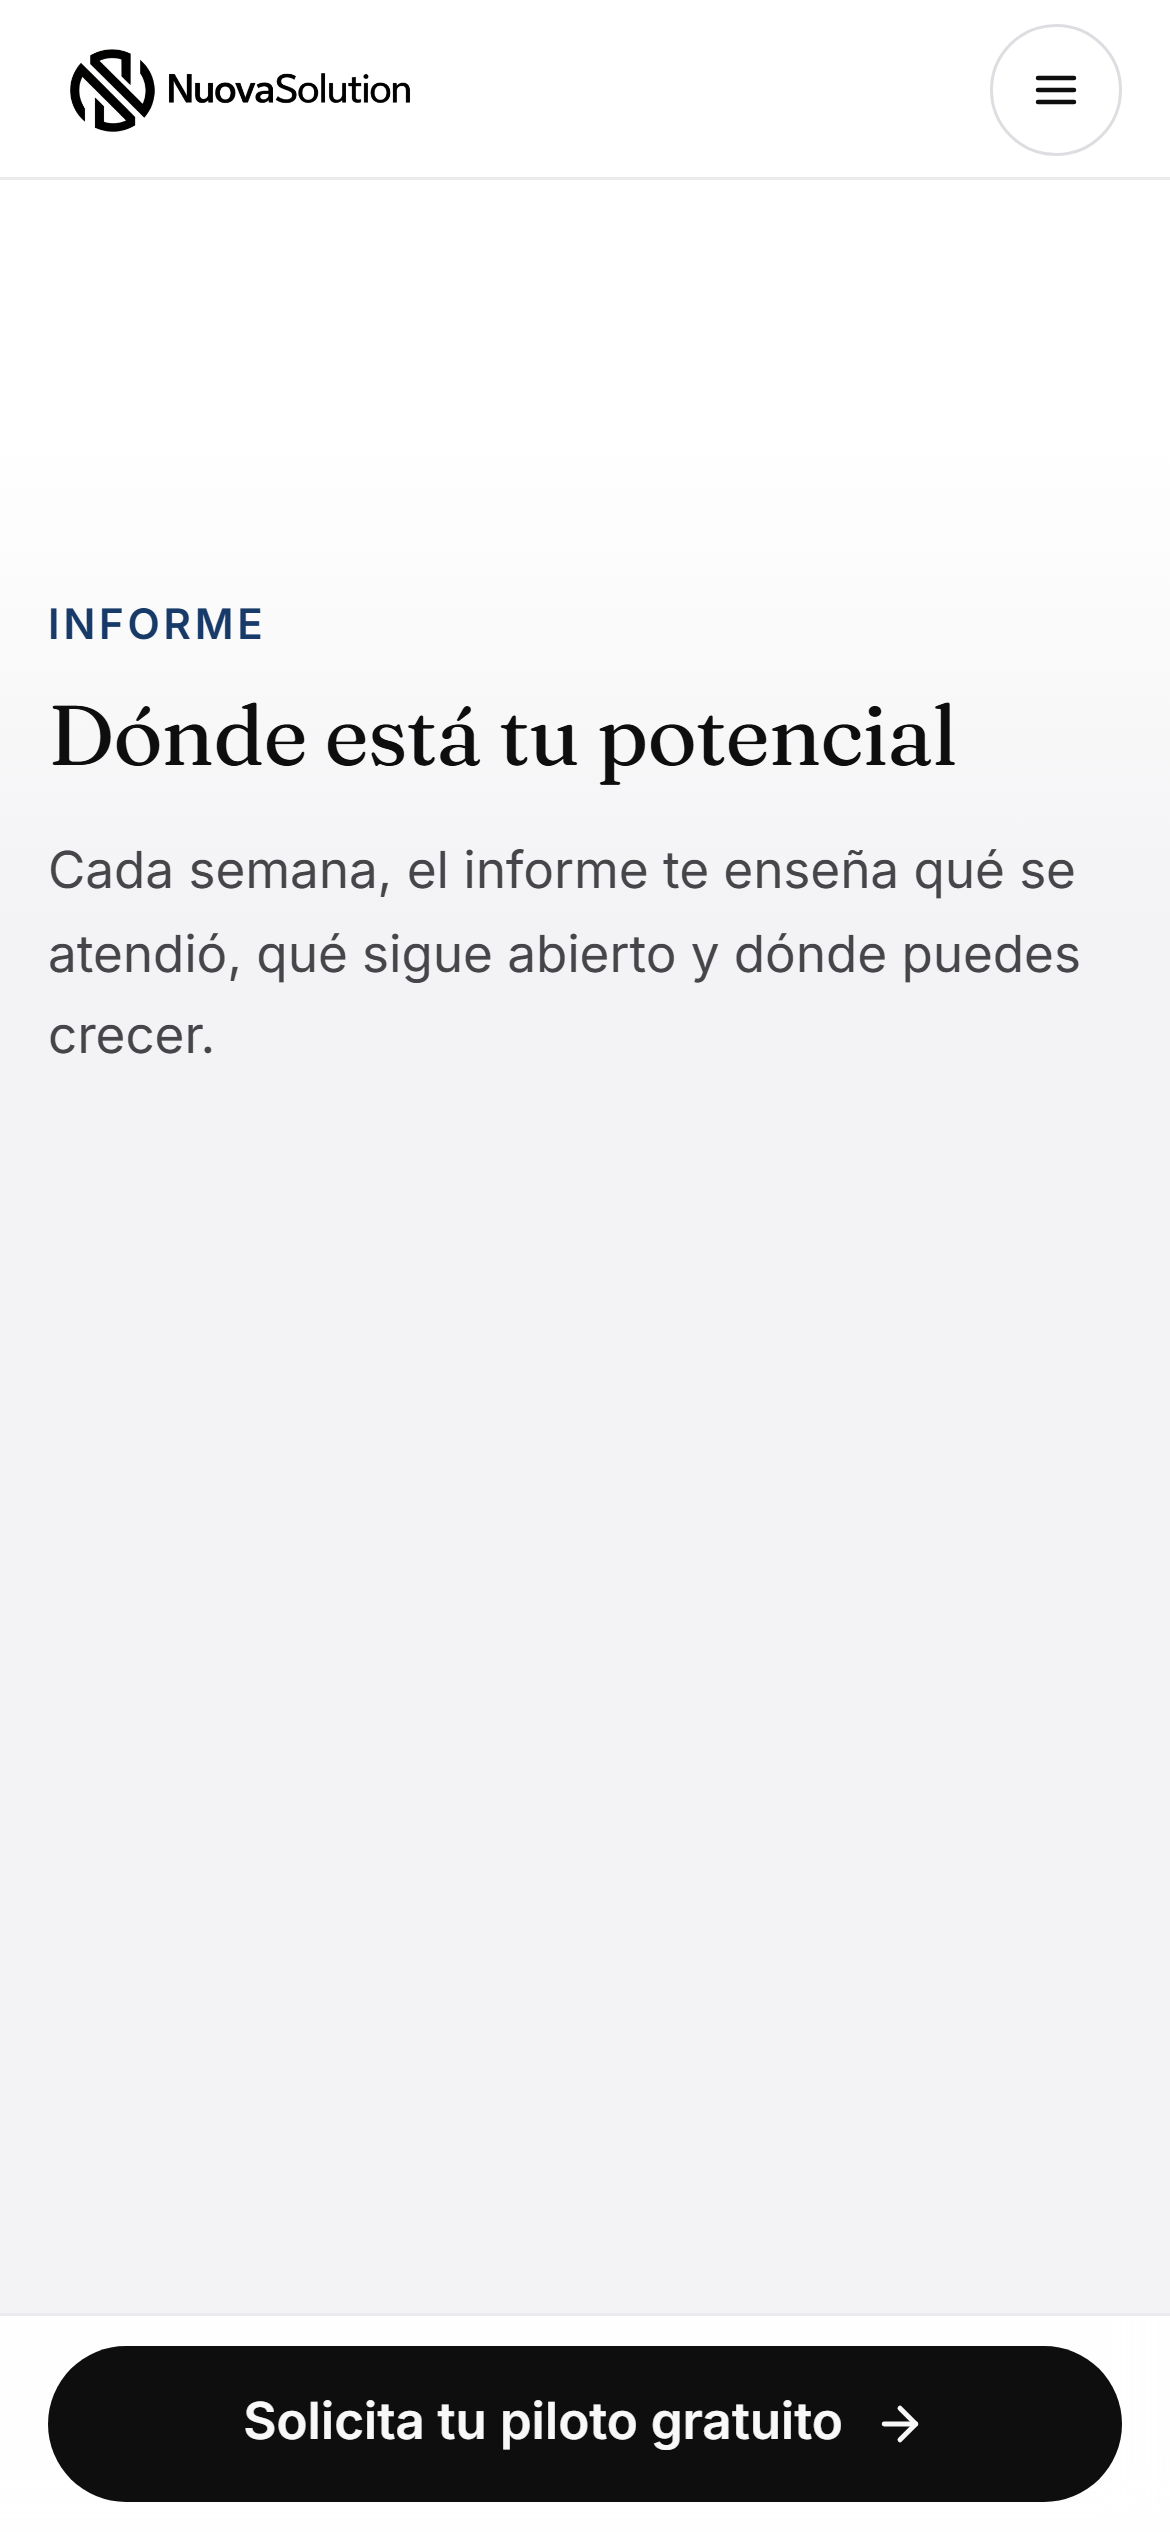 NuovaSolution
INFORME
Dónde está tu potencial
Cada semana, el informe te enseña qué se
atendió, qué sigue abierto y dónde puedes
crecer.
Solicita tu piloto gratuito →